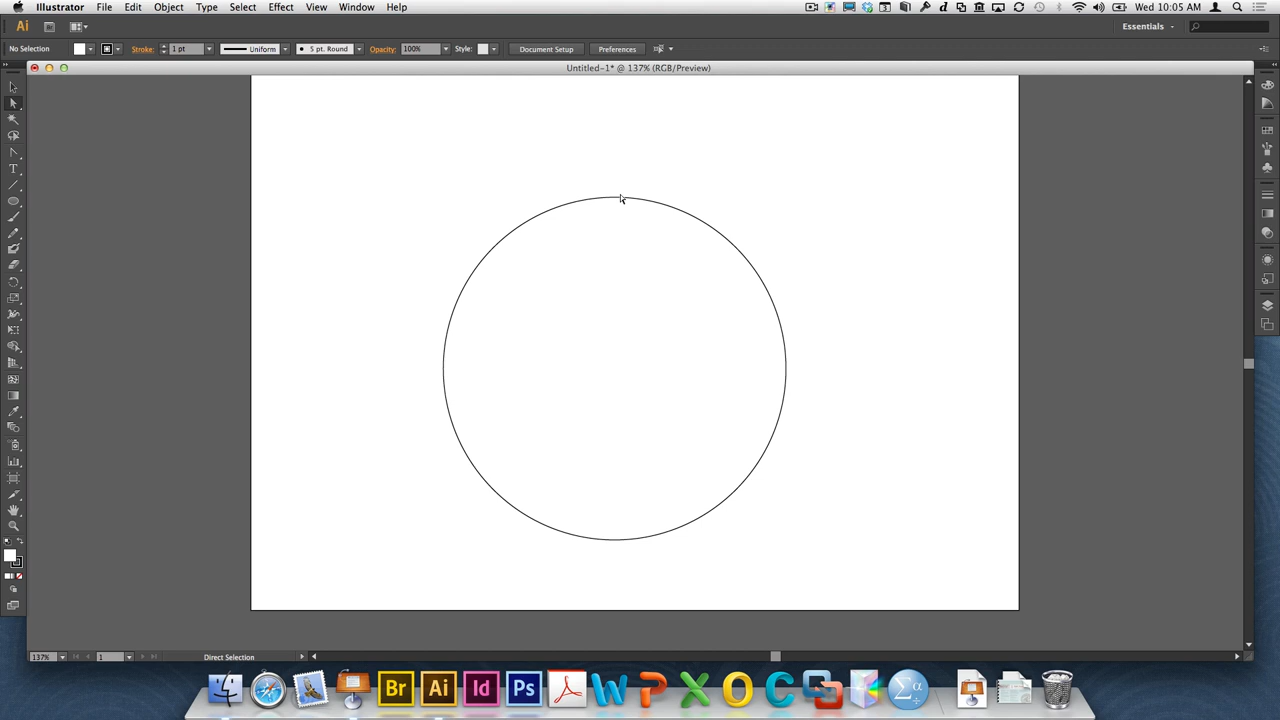 Illustrator File Edit Object Type Select Effect View Window Help
Wed 10:05 AM
Ai
Essentials
No Selection
Stroke: 1 pt
Uniform
5 pt. Round
Opacity: 100%
Style:
Document Setup
Preferences
Untitled-1* @ 137% (RGB/Preview)
T
137%
1
Direct Selection
Br Ai Id Ps W P X O C Σα